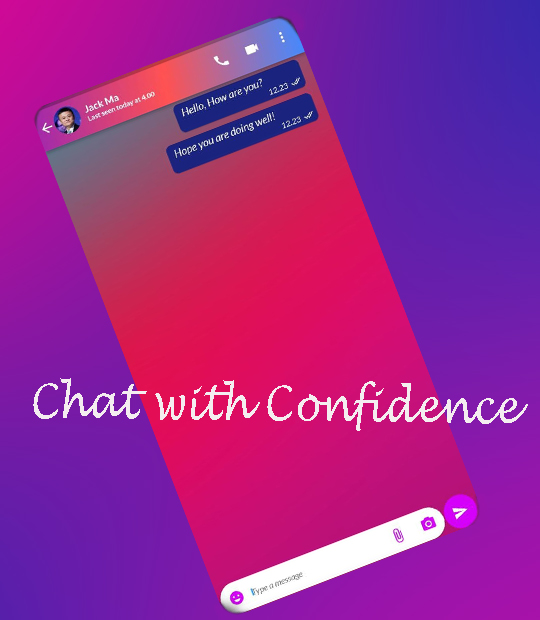 Jack Ma
Last seen today at 4.00
Hello, How are you?
12.23
Hope you are doing well!
12.23
Chat with Confidence
Type a message